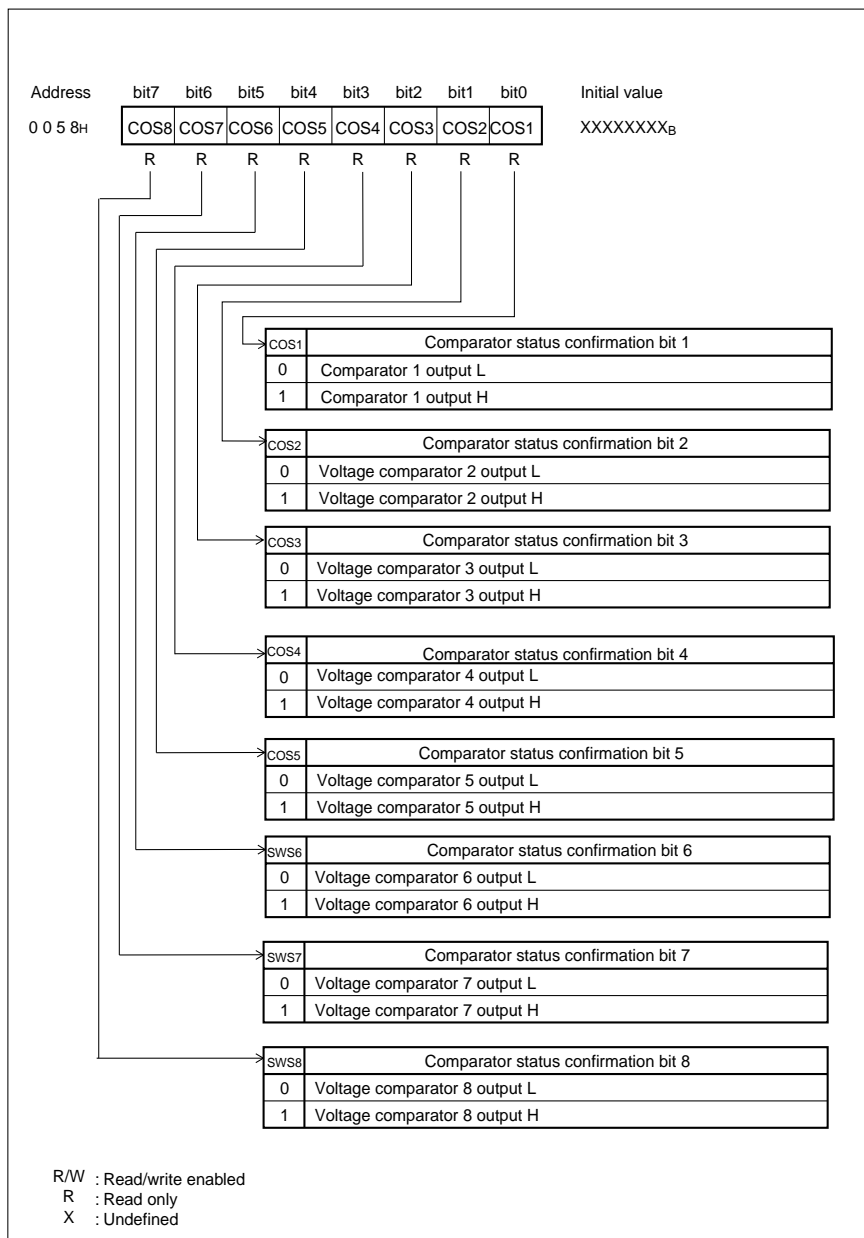 Address bit7 bit6 bit5 bit4 bit3 bit2 bit1 bit0 Initial value
0 0 5 8H COS8 COS7 COS6 COS5 COS4 COS3 COS2 COS1 XXXXXXXXB
R R R R R R R R
COS1 Comparator status confirmation bit 1
0 Comparator 1 output L
1 Comparator 1 output H
COS2 Comparator status confirmation bit 2
0 Voltage comparator 2 output L
1 Voltage comparator 2 output H
COS3 Comparator status confirmation bit 3
0 Voltage comparator 3 output L
1 Voltage comparator 3 output H
COS4 Comparator status confirmation bit 4
0 Voltage comparator 4 output L
1 Voltage comparator 4 output H
COS5 Comparator status confirmation bit 5
0 Voltage comparator 5 output L
1 Voltage comparator 5 output H
SWS6 Comparator status confirmation bit 6
0 Voltage comparator 6 output L
1 Voltage comparator 6 output H
SWS7 Comparator status confirmation bit 7
0 Voltage comparator 7 output L
1 Voltage comparator 7 output H
SWS8 Comparator status confirmation bit 8
0 Voltage comparator 8 output L
1 Voltage comparator 8 output H
R/W : Read/write enabled
R : Read only
X : Undefined